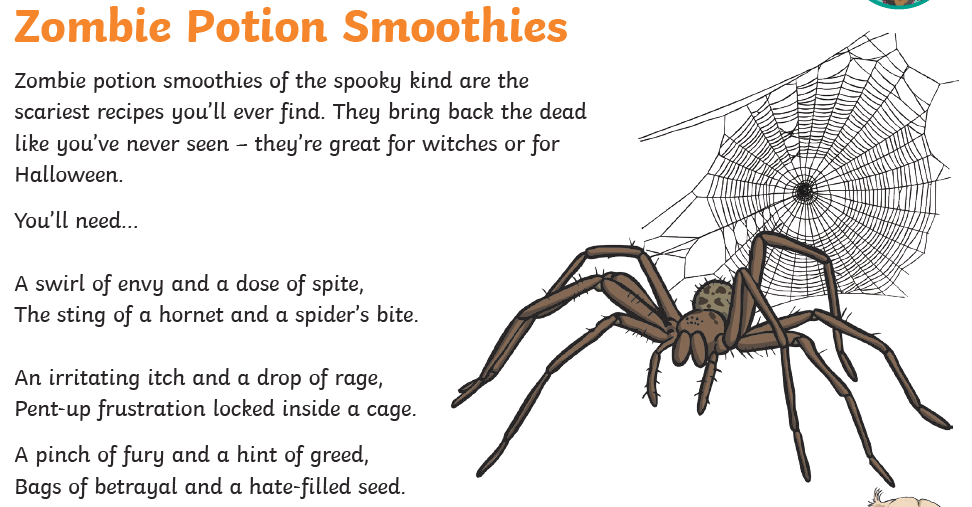 Zombie Potion Smoothies
Zombie potion smoothies of the spooky kind are the
scariest recipes you'll ever find. They bring back the dead
like you've never seen – they're great for witches or for
Halloween.
You'll need...
A swirl of envy and a dose of spite,
The sting of a hornet and a spider's bite.
An irritating itch and a drop of rage,
Pent-up frustration locked inside a cage.
A pinch of fury and a hint of greed,
Bags of betrayal and a hate-filled seed.